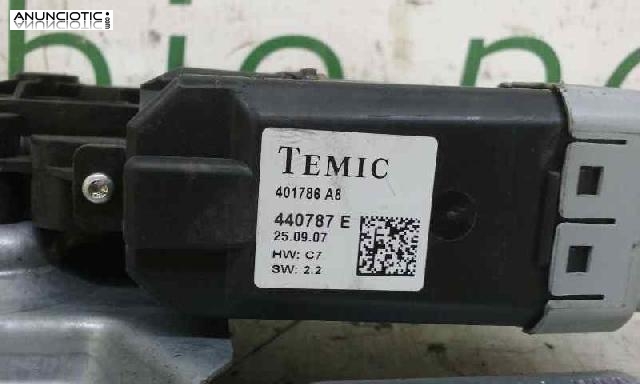 ANUNCIOTIC
TEMIC
401786 A8
440787 E
25.09.07
HW: C7
SW: 2.2